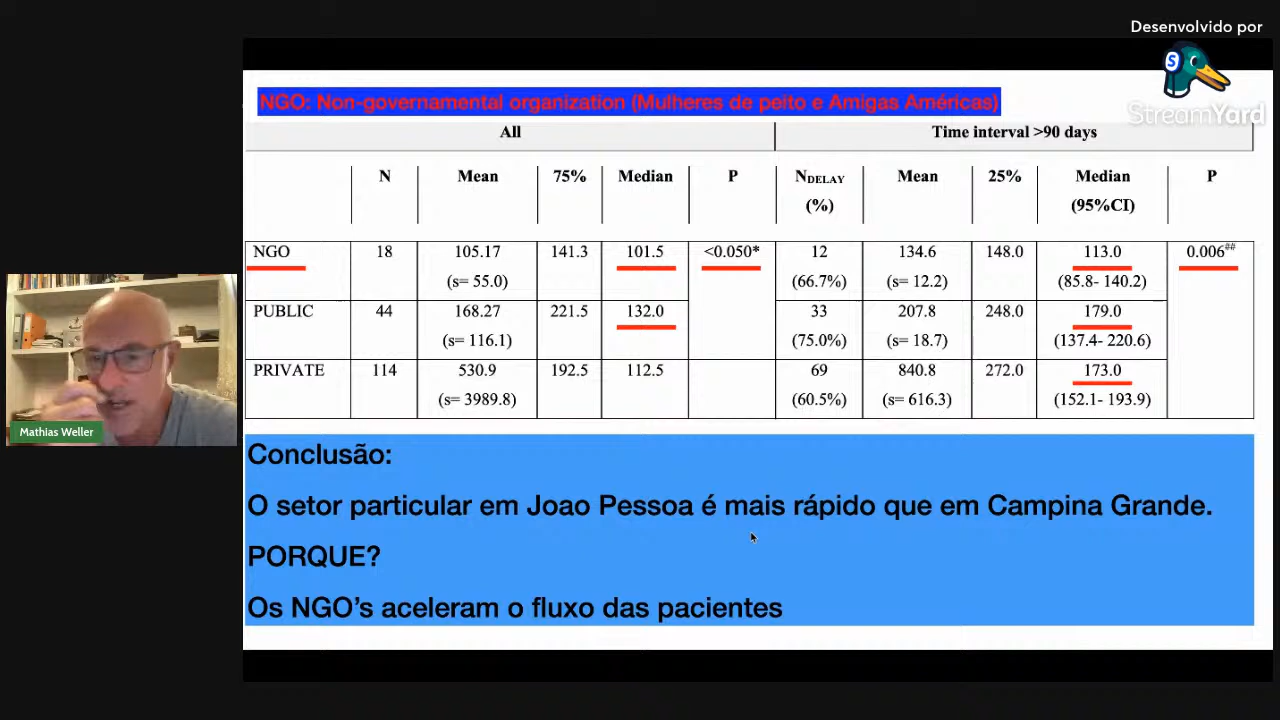 Desenvolvido por
S
StreamYard
NGO: Non-governamental organization (Mulheres de peito e Amigas Américas)
All Time interval >90 days
N Mean 75% Median P NDELAY (%) Mean 25% Median (95%CI) P
NGO 18 105.17 141.3 101.5 <0.050* 12 134.6 148.0 113.0 0.006##
(s= 55.0) (66.7%) (s= 12.2) (85.8- 140.2)
PUBLIC 44 168.27 221.5 132.0 33 207.8 248.0 179.0
(s= 116.1) (75.0%) (s= 18.7) (137.4- 220.6)
PRIVATE 114 530.9 192.5 112.5 69 840.8 272.0 173.0
(s= 3989.8) (60.5%) (s= 616.3) (152.1- 193.9)
Mathias Weller
Conclusão:
O setor particular em Joao Pessoa é mais rápido que em Campina Grande.
PORQUE?
Os NGO's aceleram o fluxo das pacientes